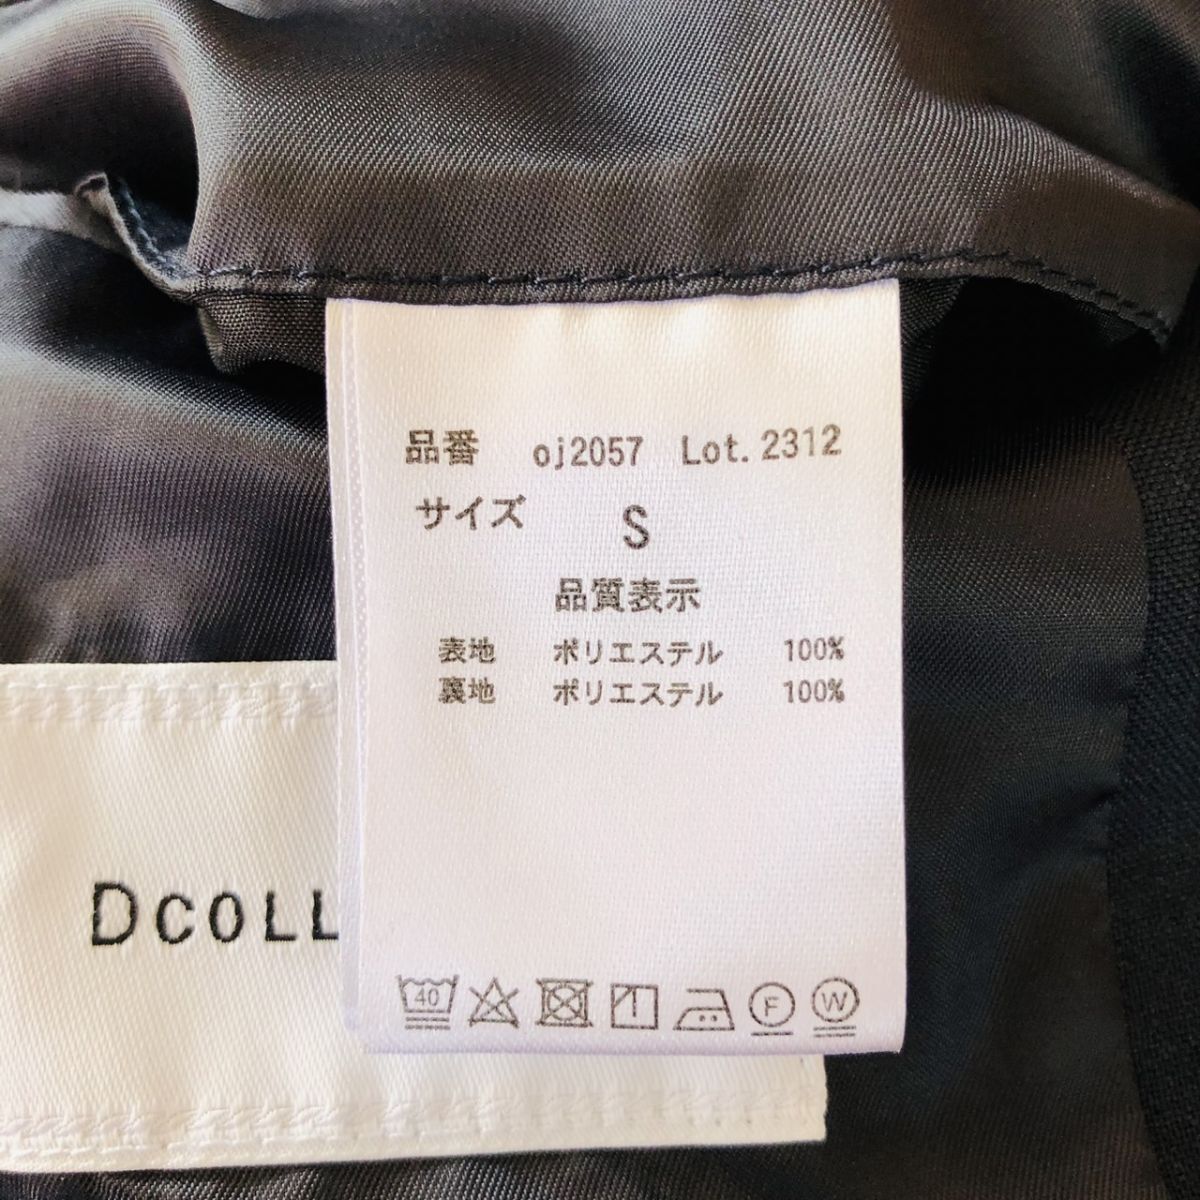 品番 oj2057 Lot.2312
サイズ S
品質表示
表地 ポリエステル 100%
裏地 ポリエステル 100%
DCOLL
40 F W